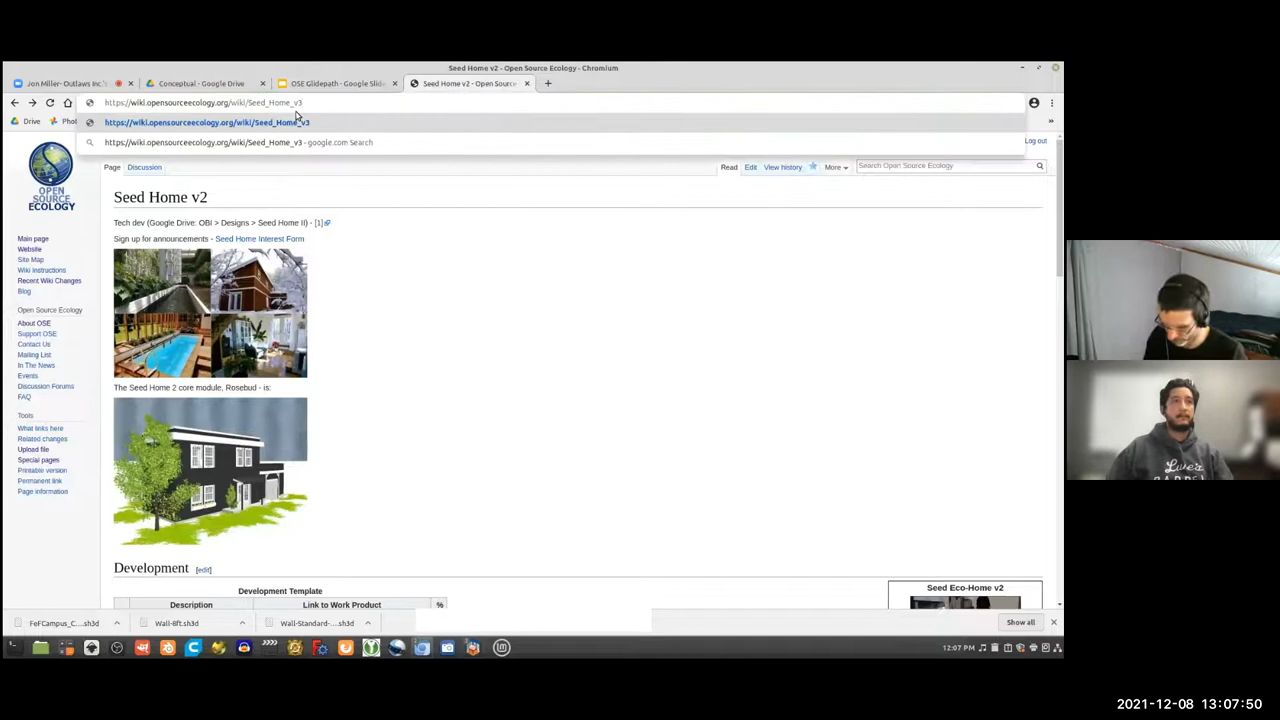 Seed Home v2 - Open Source Ecology - Chromium
Jon Miller- Outlaws Inc.'s
Conceptual - Google Drive
OSE Glidepath - Google Slide
Seed Home v2 - Open Source
https://wiki.opensourceecology.org/wiki/Seed_Home_v3
Drive
Phot
https://wiki.opensourceecology.org/wiki/Seed_Home_v3
https://wiki.opensourceecology.org/wiki/Seed_Home_v3 - google.com Search
Log out
Page
Discussion
Read
Edit
View history
More
Search Open Source Ecology
OPEN
SOURCE
ECOLOGY
Seed Home v2
Tech dev (Google Drive: OBI > Designs > Seed Home II) - [1]
Sign up for announcements - Seed Home Interest Form
Main page
Website
Site Map
Wiki Instructions
Recent Wiki Changes
Blog
Open Source Ecology
About OSE
Support OSE
Contact Us
Mailing List
In The News
Events
Discussion Forums
FAQ
Tools
What links here
Related changes
Upload file
Special pages
Printable version
Permanent link
Page information
The Seed Home 2 core module, Rosebud - is:
Development [edit]
Development Template
Description
Link to Work Product
%
Seed Eco-Home v2
FeFCampus_C....sh3d
Wall-8ft.sh3d
Wall-Standard-....sh3d
Show all
12:07 PM
2021-12-08 13:07:50